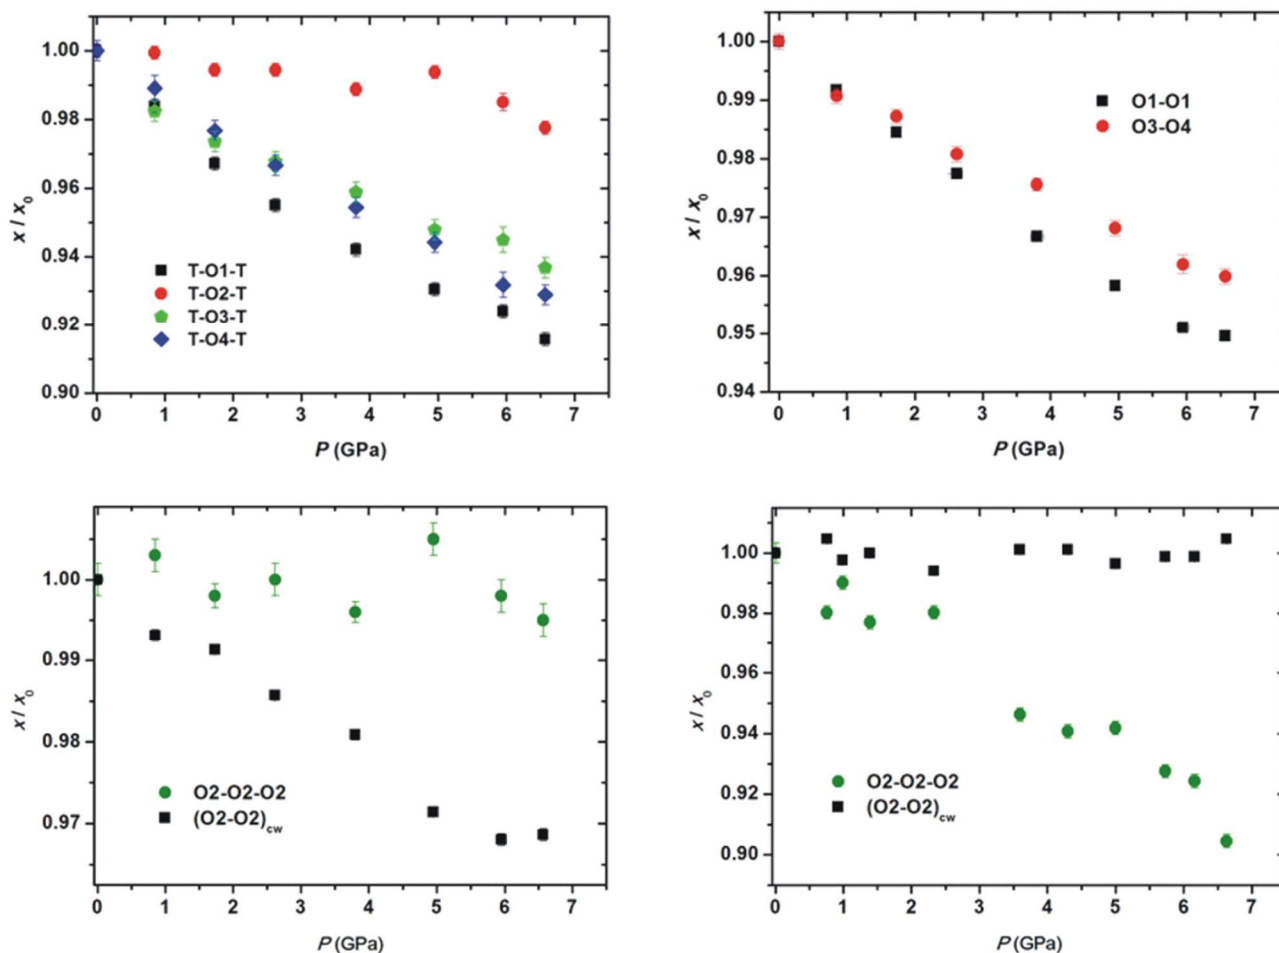 1.00
0.98
0.96
0.94
0.92
0.90
x / x0
T-O1-T
T-O2-T
T-O3-T
T-O4-T
0 1 2 3 4 5 6 7
P (GPa)
1.00
0.99
0.98
0.97
0.96
0.95
0.94
x / x0
O1-O1
O3-O4
0 1 2 3 4 5 6 7
P (GPa)
1.00
0.99
0.98
0.97
x / x0
O2-O2-O2
(O2-O2)cw
0 1 2 3 4 5 6 7
P (GPa)
1.00
0.98
0.96
0.94
0.92
0.90
x / x0
O2-O2-O2
(O2-O2)cw
0 1 2 3 4 5 6 7
P (GPa)